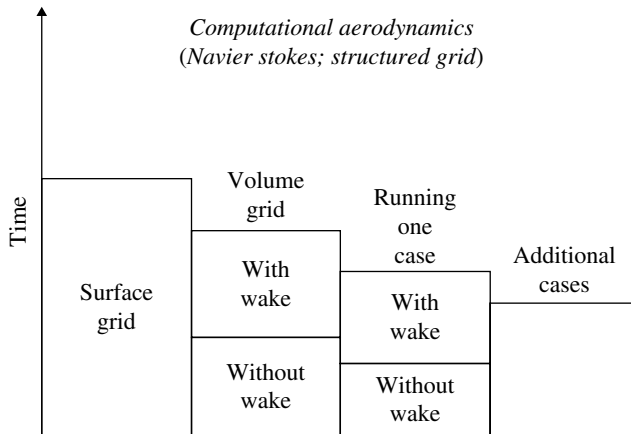 Computational aerodynamics
(Navier stokes; structured grid)
Time
Surface
grid
Volume
grid
With
wake
Without
wake
Running
one
case
With
wake
Without
wake
Additional
cases